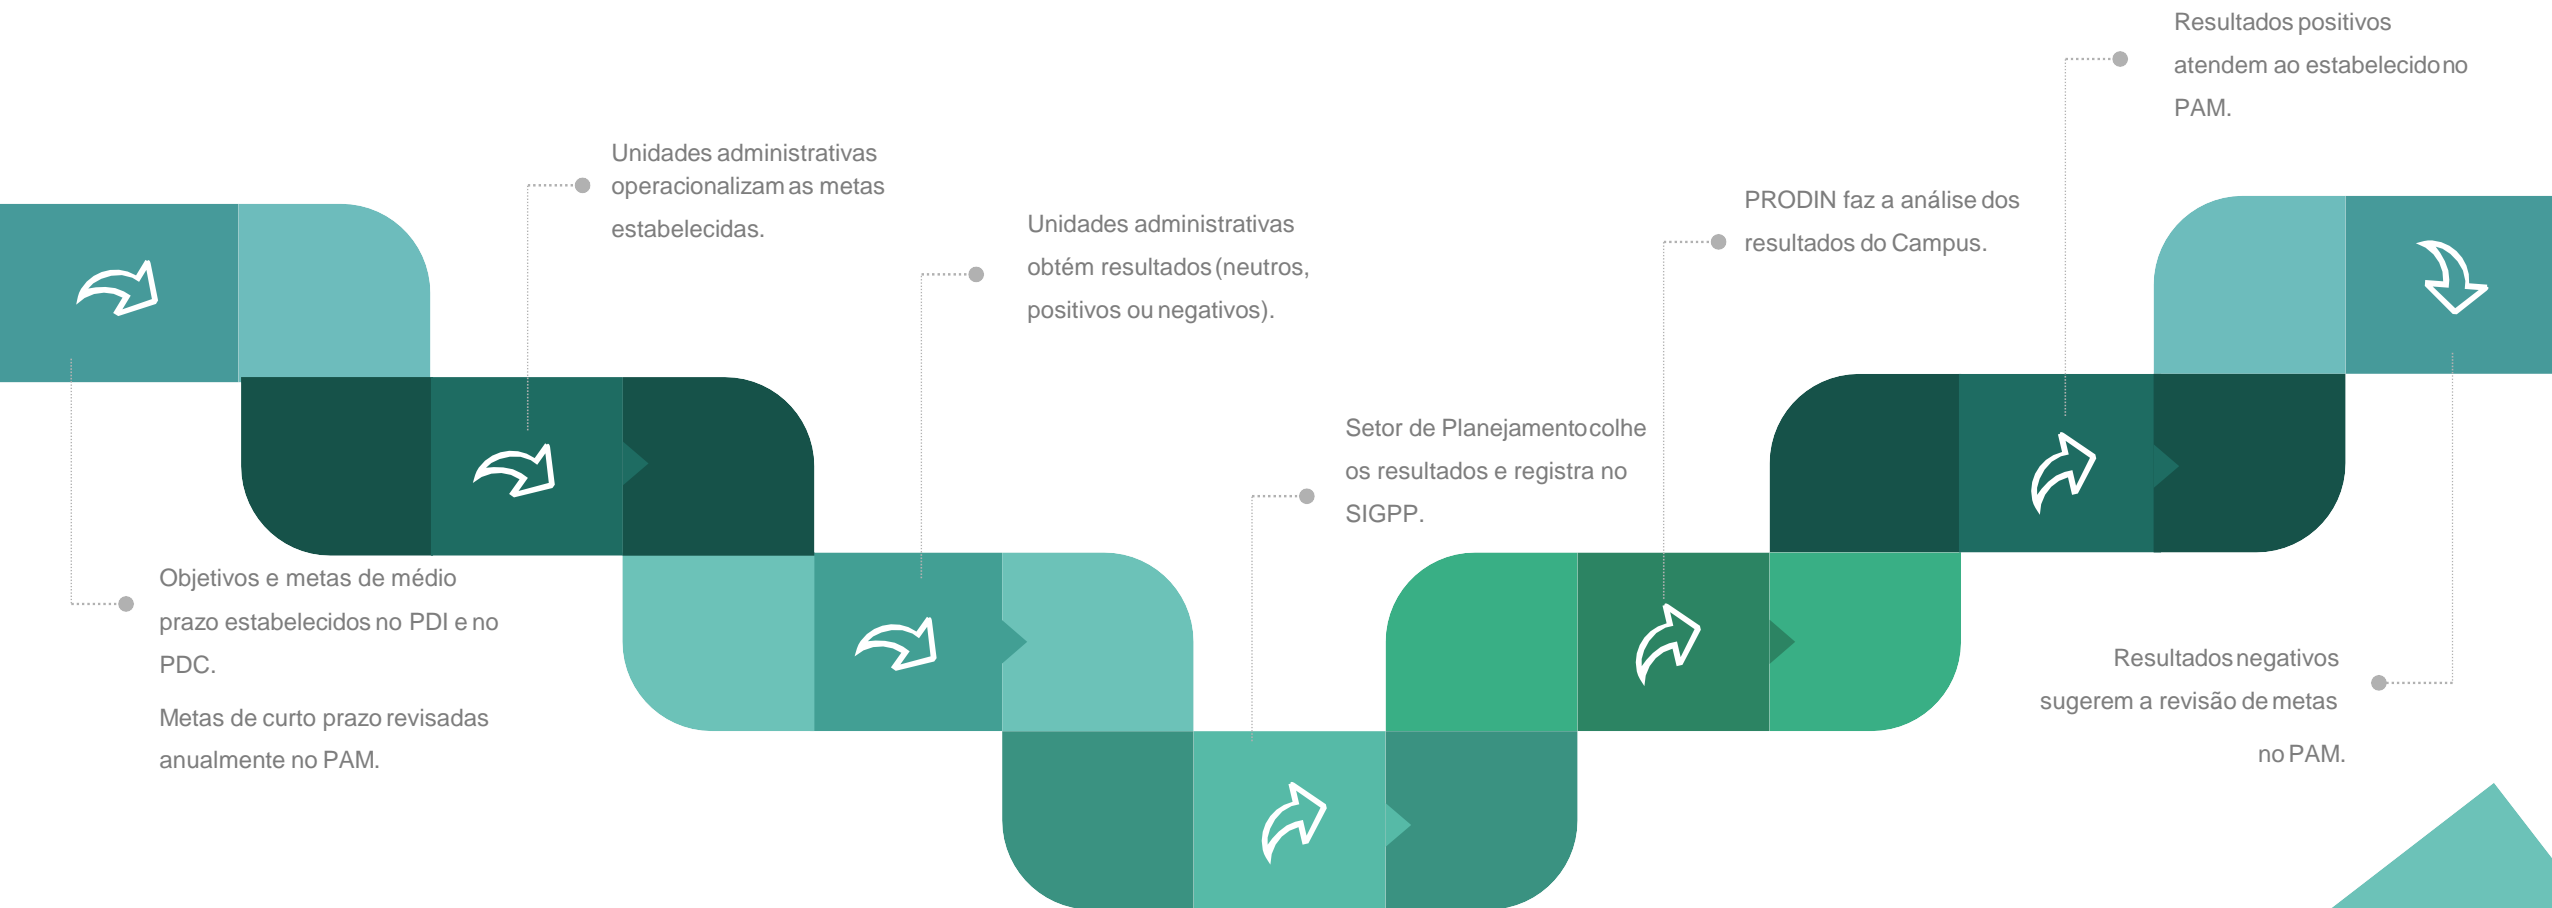 Objetivos e metas de médio
prazo estabelecidos no PDI e no
PDC.
Metas de curto prazo revisadas
anualmente no PAM.
Unidades administrativas
operacionalizam as metas
estabelecidas.
Unidades administrativas
obtém resultados (neutros,
positivos ou negativos).
Setor de Planejamento colhe
os resultados e registra no
SIGPP.
PRODIN faz a análise dos
resultados do Campus.
Resultados positivos
atendem ao estabelecido no
PAM.
Resultados negativos
sugerem a revisão de metas
no PAM.